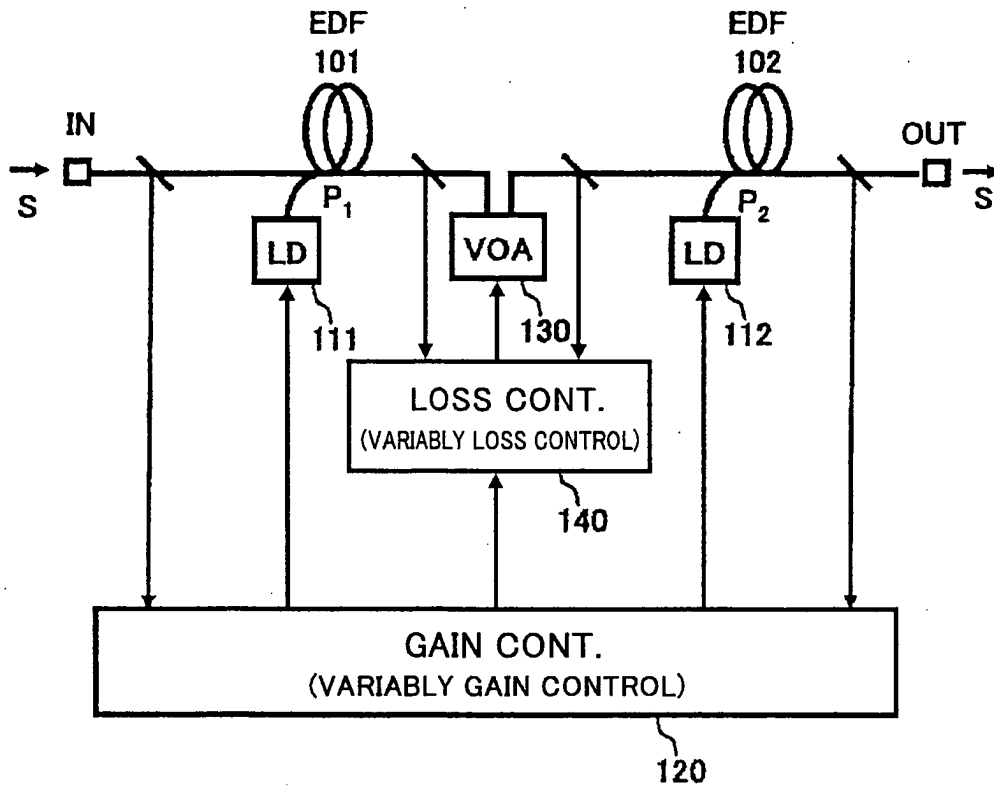 EDF
101
EDF
102
IN
OUT
S
S
P1
P2
LD
VOA
LD
111
130
112
LOSS CONT.
(VARIABLY LOSS CONTROL)
140
GAIN CONT.
(VARIABLY GAIN CONTROL)
120